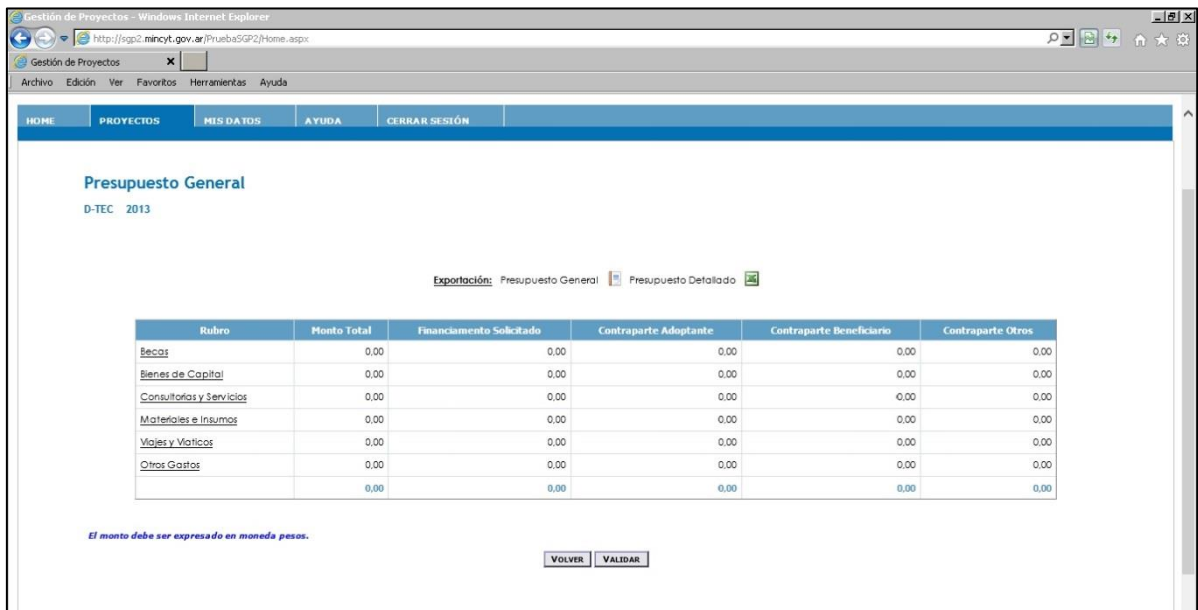 Gestión de Proyectos - Windows Internet Explorer
http://sgp2.mincyt.gov.ar/PruebaSGP2/Home.aspx
Gestión de Proyectos
Archivo Edición Ver Favoritos Herramientas Ayuda
HOME PROYECTOS MIS DATOS AYUDA CERRAR SESIÓN
Presupuesto General
D-TEC 2013
Exportación: Presupuesto General Presupuesto Detallado
Rubro Monto Total Financiamento Solicitado Contraparte Adoptante Contraparte Beneficiario Contraparte Otros
Becas 0,00 0,00 0,00 0,00 0,00
Bienes de Capital 0,00 0,00 0,00 0,00 0,00
Consultorias y Servicios 0,00 0,00 0,00 0,00 0,00
Materiales e Insumos 0,00 0,00 0,00 0,00 0,00
Viajes y Viaticos 0,00 0,00 0,00 0,00 0,00
Otros Gastos 0,00 0,00 0,00 0,00 0,00
0,00 0,00 0,00 0,00 0,00
El monto debe ser expresado en moneda pesos.
VOLVER VALIDAR